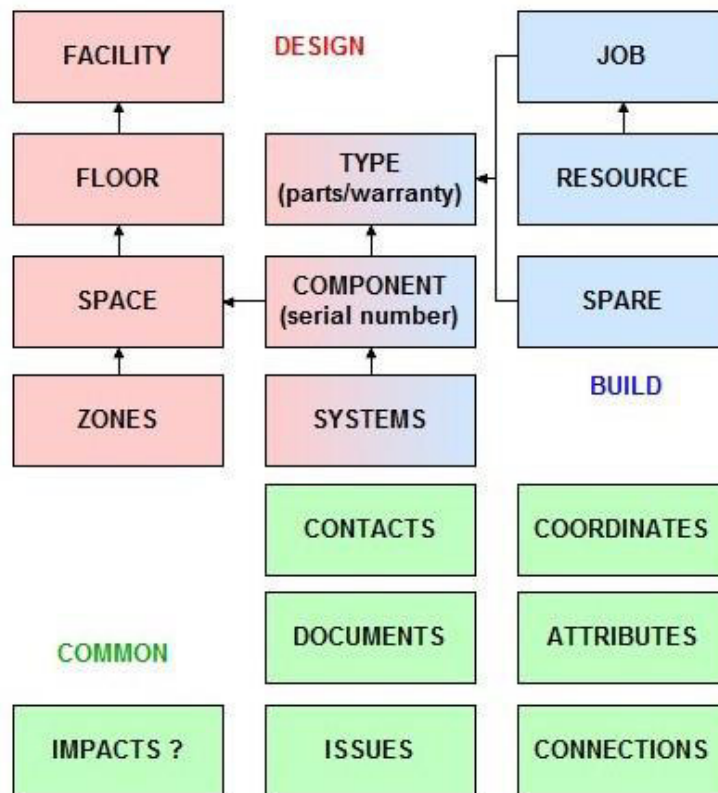 FACILITY
DESIGN
JOB
FLOOR
TYPE
(parts/warranty)
RESOURCE
SPACE
COMPONENT
(serial number)
SPARE
BUILD
ZONES
SYSTEMS
CONTACTS
COORDINATES
DOCUMENTS
ATTRIBUTES
COMMON
IMPACTS ?
ISSUES
CONNECTIONS